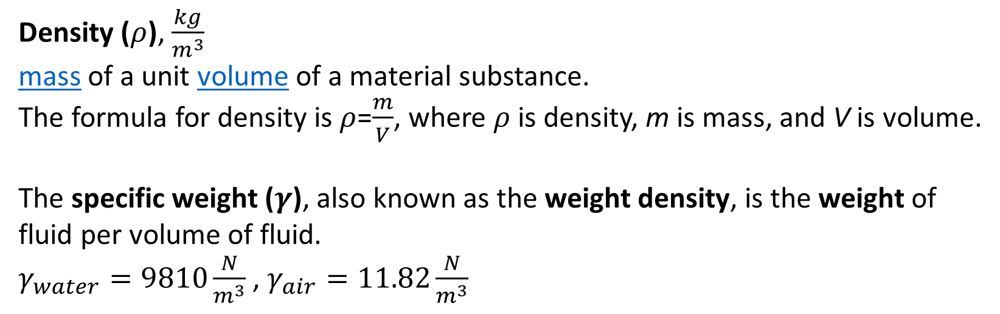 Density (ρ), kg/m³
mass of a unit volume of a material substance.
The formula for density is ρ=m/V, where ρ is density, m is mass, and V is volume.
The specific weight (γ), also known as the weight density, is the weight of
fluid per volume of fluid.
γwater = 9810 N/m³ , γair = 11.82 N/m³